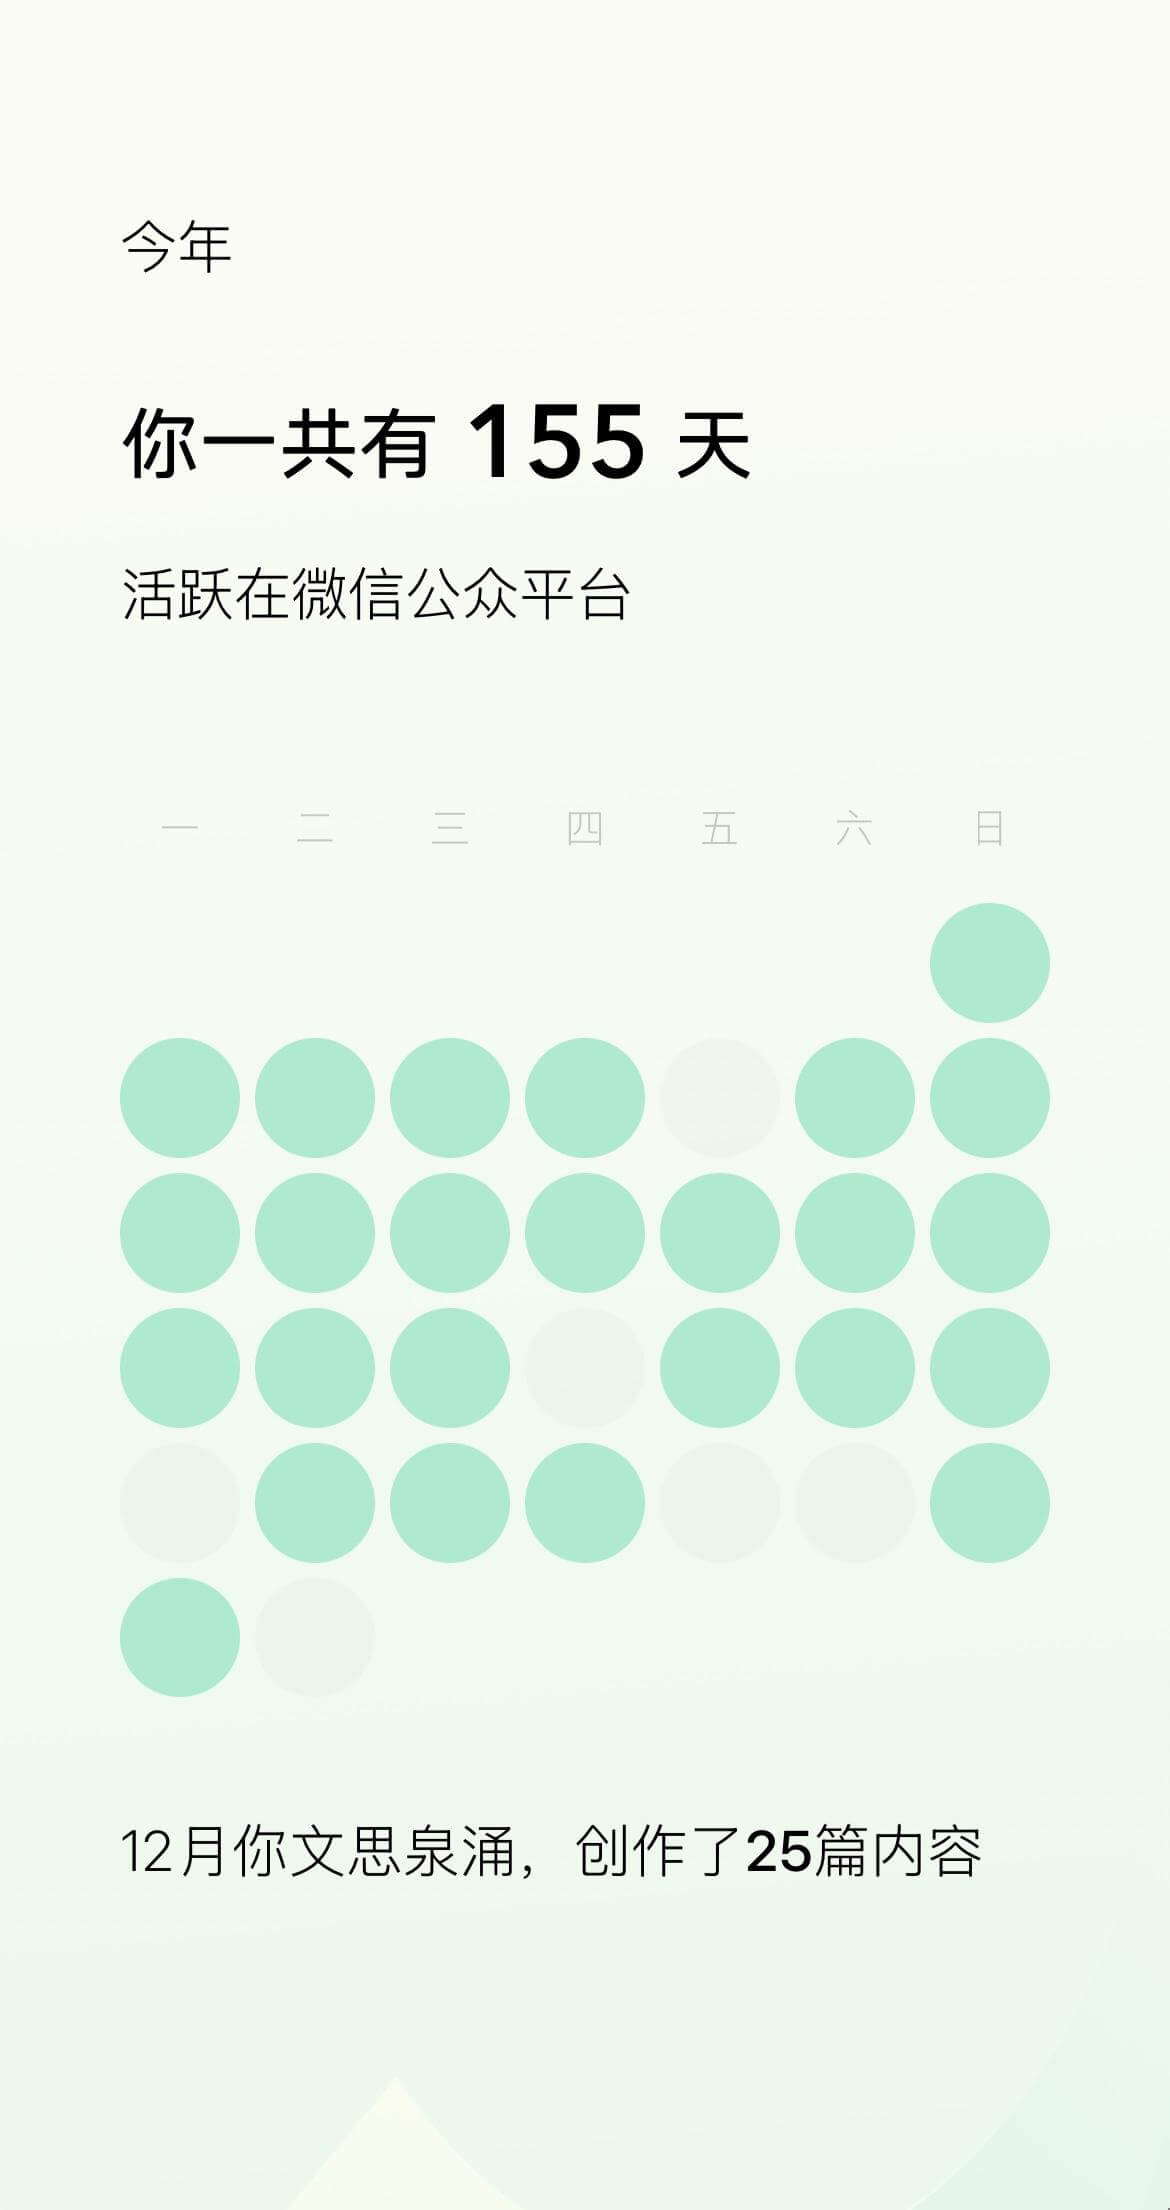 今年
你一共有 155 天
活跃在微信公众平台
一 二 三 四 五 六 日
12月你文思泉涌，创作了25篇内容